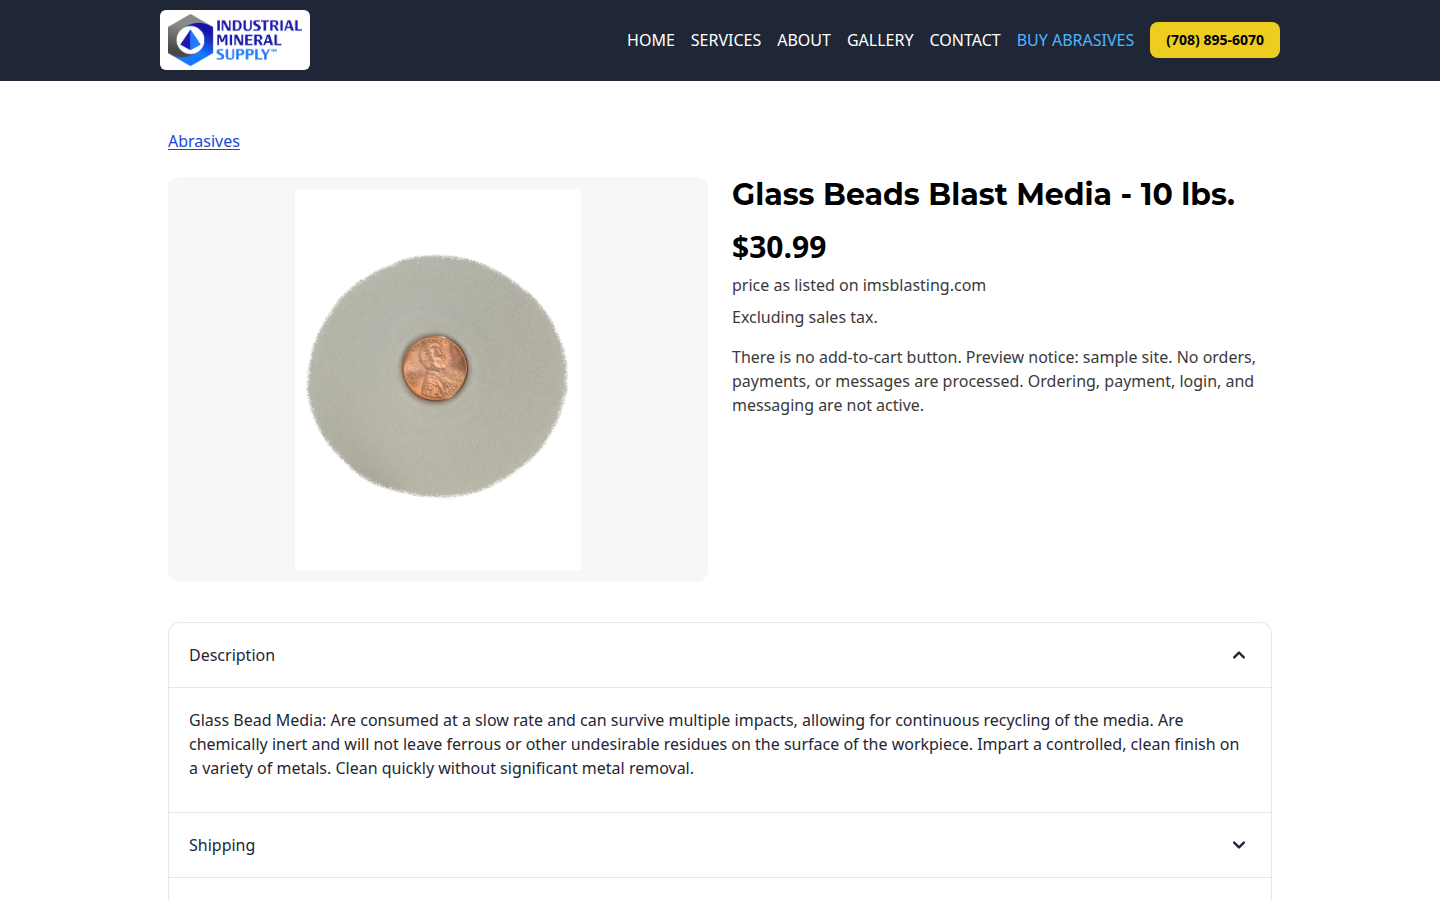 INDUSTRIAL
MINERAL
SUPPLY™
HOME SERVICES ABOUT GALLERY CONTACT BUY ABRASIVES (708) 895-6070
Abrasives
Glass Beads Blast Media - 10 lbs.
$30.99
price as listed on imsblasting.com
Excluding sales tax.
There is no add-to-cart button. Preview notice: sample site. No orders,
payments, or messages are processed. Ordering, payment, login, and
messaging are not active.
Description
Glass Bead Media: Are consumed at a slow rate and can survive multiple impacts, allowing for continuous recycling of the media. Are
chemically inert and will not leave ferrous or other undesirable residues on the surface of the workpiece. Impart a controlled, clean finish on
a variety of metals. Clean quickly without significant metal removal.
Shipping